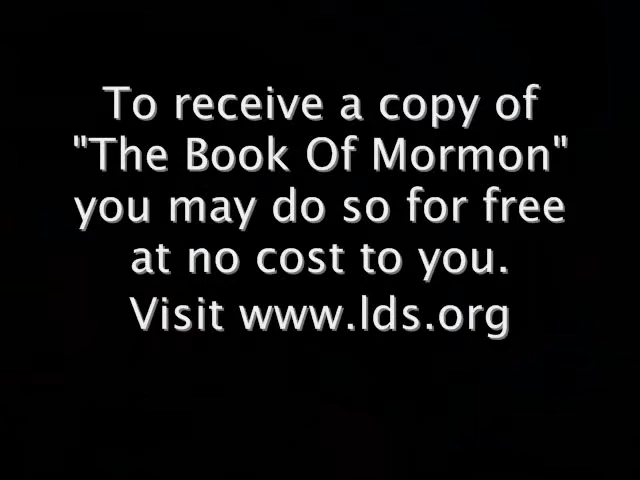 To receive a copy of
"The Book Of Mormon"
you may do so for free
at no cost to you.
Visit www.lds.org